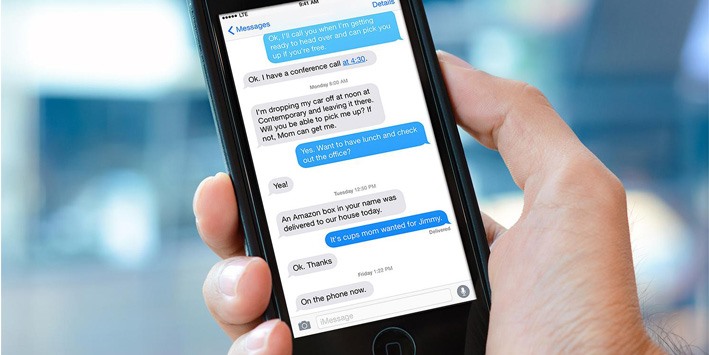 LTE 9:41 AM
Messages Details
Ok, I'll call you when I'm getting
ready to head over and can pick
you up if you're free.
Ok. I have a conference call at 4:30.
Monday 8:00 AM
I'm dropping my car off at noon at
Contemporary and leaving it there.
Will you be able to pick me up? If
not, Mom can get me.
Yes. Want to have lunch and check
out the office?
Yea!
Tuesday 12:50 PM
An Amazon box in your name was
delivered to our house today.
It's cups mom wanted for Jimmy.
Delivered
Ok. Thanks
Friday 1:22 PM
On the phone now.
iMessage